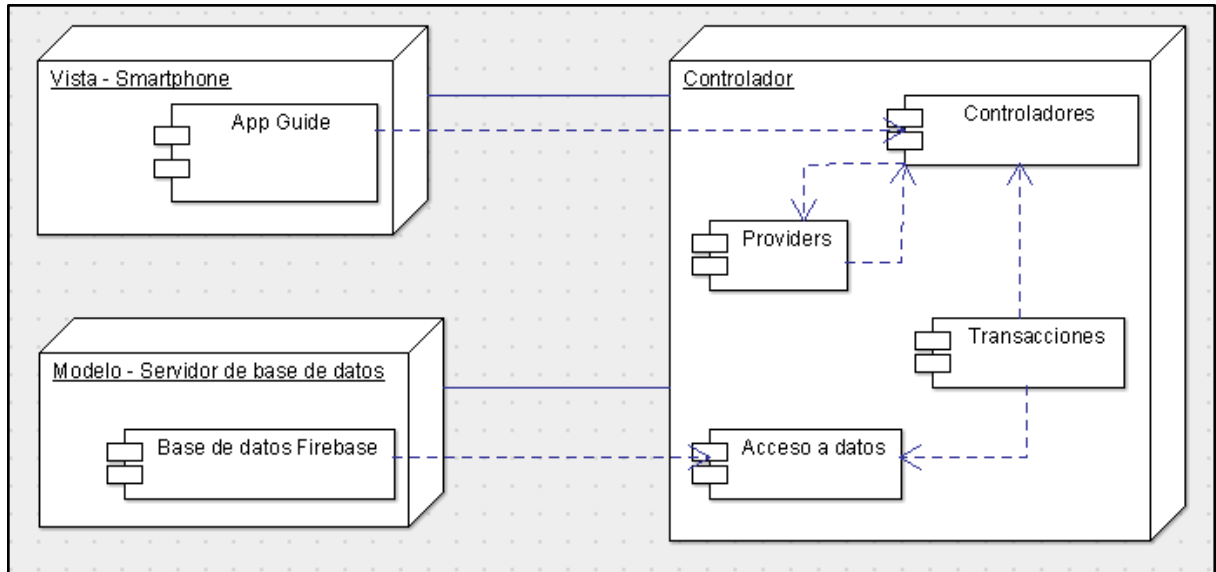 Vista - Smartphone
App Guide
Controlador
Controladores
Providers
Transacciones
Modelo - Servidor de base de datos
Base de datos Firebase
Acceso a datos